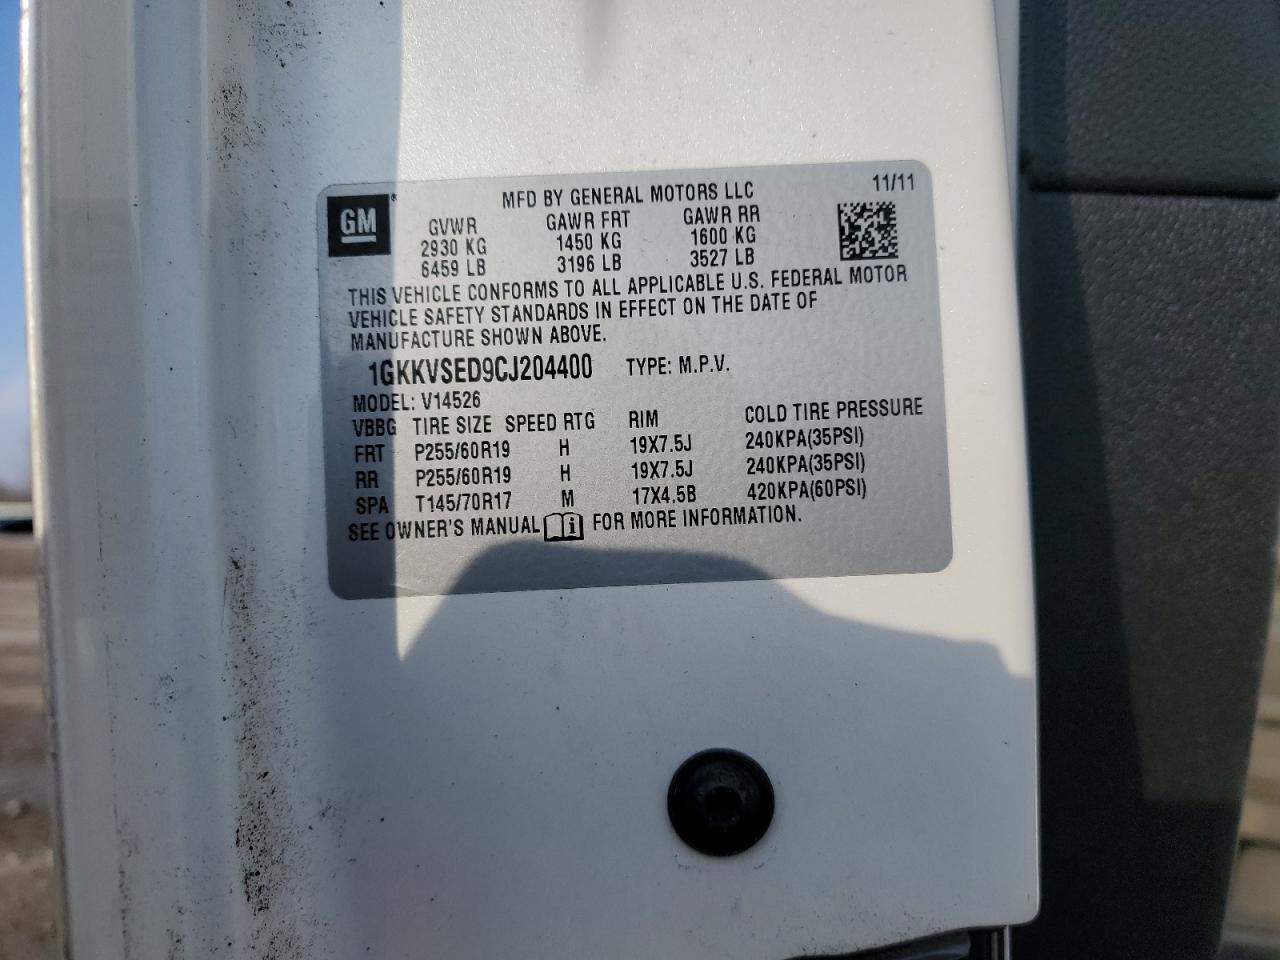 GM
MFD BY GENERAL MOTORS LLC 11/11
GVWR GAWR FRT GAWR RR
2930 KG 1450 KG 1600 KG
6459 LB 3196 LB 3527 LB
THIS VEHICLE CONFORMS TO ALL APPLICABLE U.S. FEDERAL MOTOR
VEHICLE SAFETY STANDARDS IN EFFECT ON THE DATE OF
MANUFACTURE SHOWN ABOVE.
1GKKVSED9CJ204400 TYPE: M.P.V.
MODEL: V14526
VBBG TIRE SIZE SPEED RTG RIM COLD TIRE PRESSURE
FRT P255/60R19 H 19X7.5J 240KPA(35PSI)
RR P255/60R19 H 19X7.5J 240KPA(35PSI)
SPA T145/70R17 M 17X4.5B 420KPA(60PSI)
SEE OWNER'S MANUAL i FOR MORE INFORMATION.